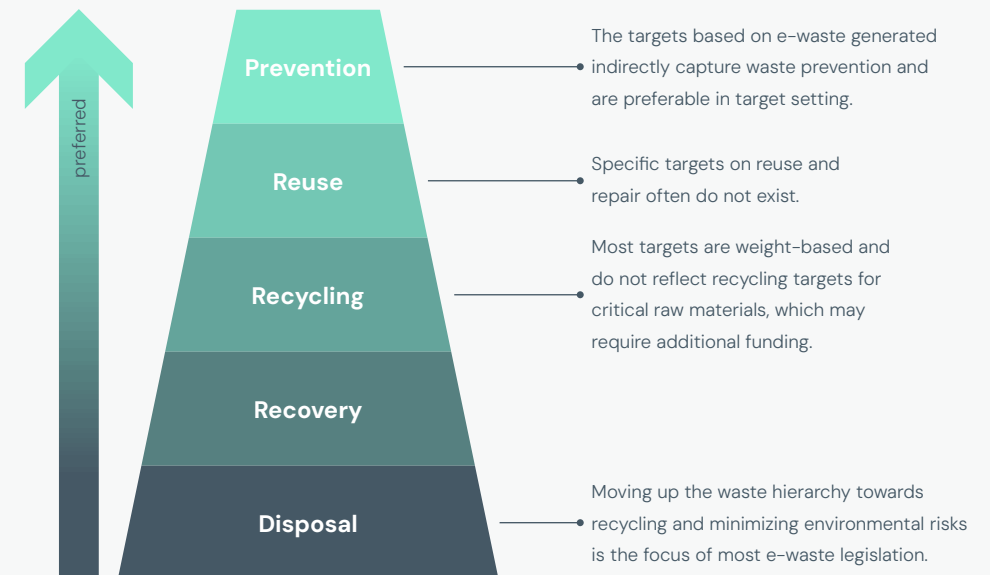 preferred
Prevention
The targets based on e-waste generated
indirectly capture waste prevention and
are preferable in target setting.
Reuse
Specific targets on reuse and
repair often do not exist.
Recycling
Most targets are weight-based and
do not reflect recycling targets for
critical raw materials, which may
require additional funding.
Recovery
Disposal
Moving up the waste hierarchy towards
recycling and minimizing environmental risks
is the focus of most e-waste legislation.